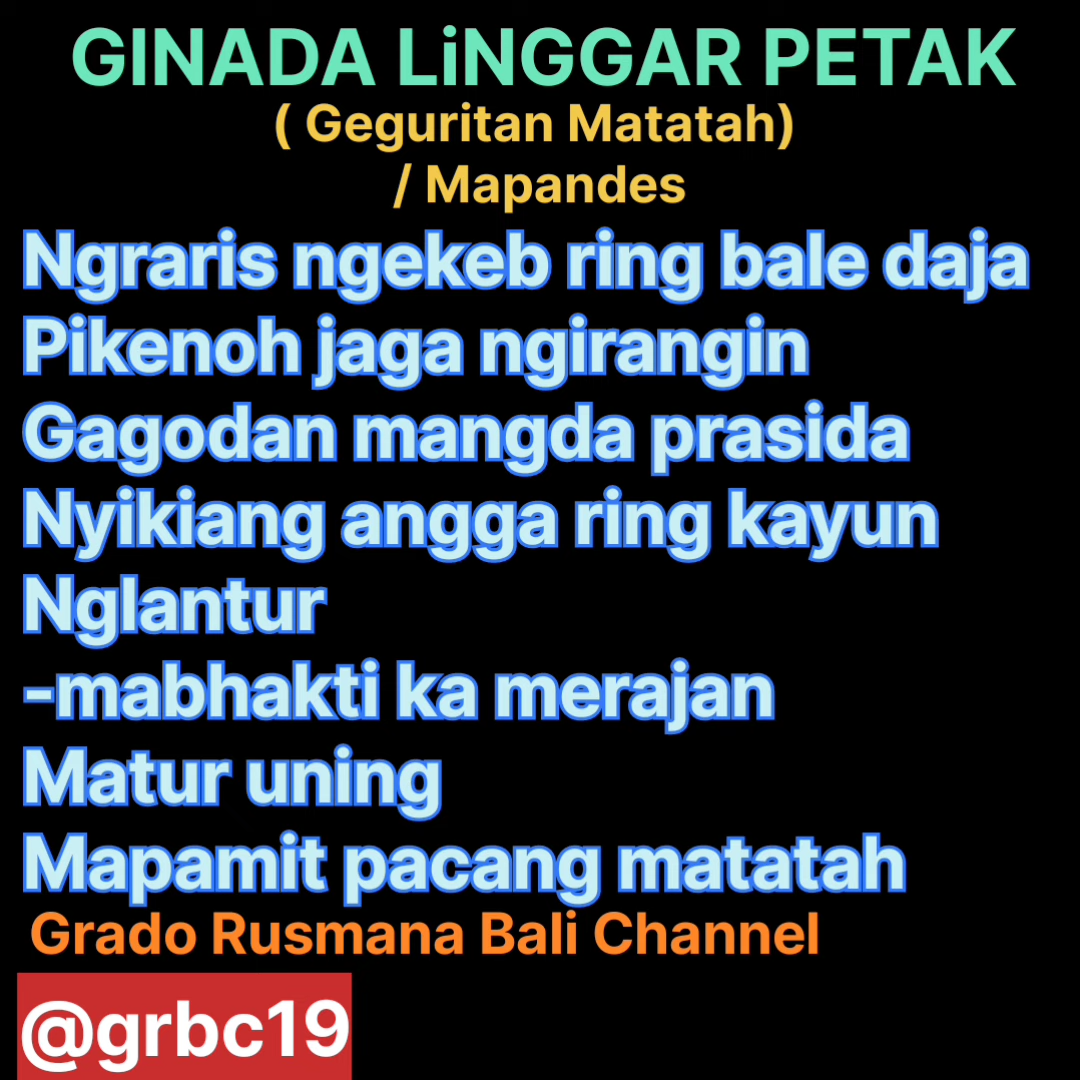 GINADA LiNGGAR PETAK
( Geguritan Matatah)
/ Mapandes
Ngraris ngekeb ring bale daja
Pikenoh jaga ngirangin
Gagodan mangda prasida
Nyikiang angga ring kayun
Nglantur
-mabhakti ka merajan
Matur uning
Mapamit pacang matatah
Grado Rusmana Bali Channel
@grbc19